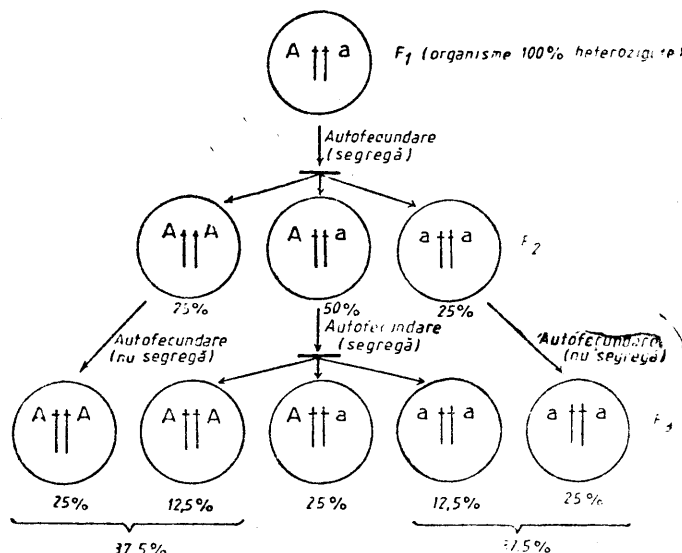 A a F1 (organisme 100% heterozigote)
Autofecundare
(segregă)
A A A a a a F2
25% 50% 25%
Autofecundare
(nu segregă)
Autofecundare
(segregă)
Autofecundare
(nu segregă)
A A A A A a a a a a F3
25% 12,5% 25% 12,5% 25%
37,5% 37,5%